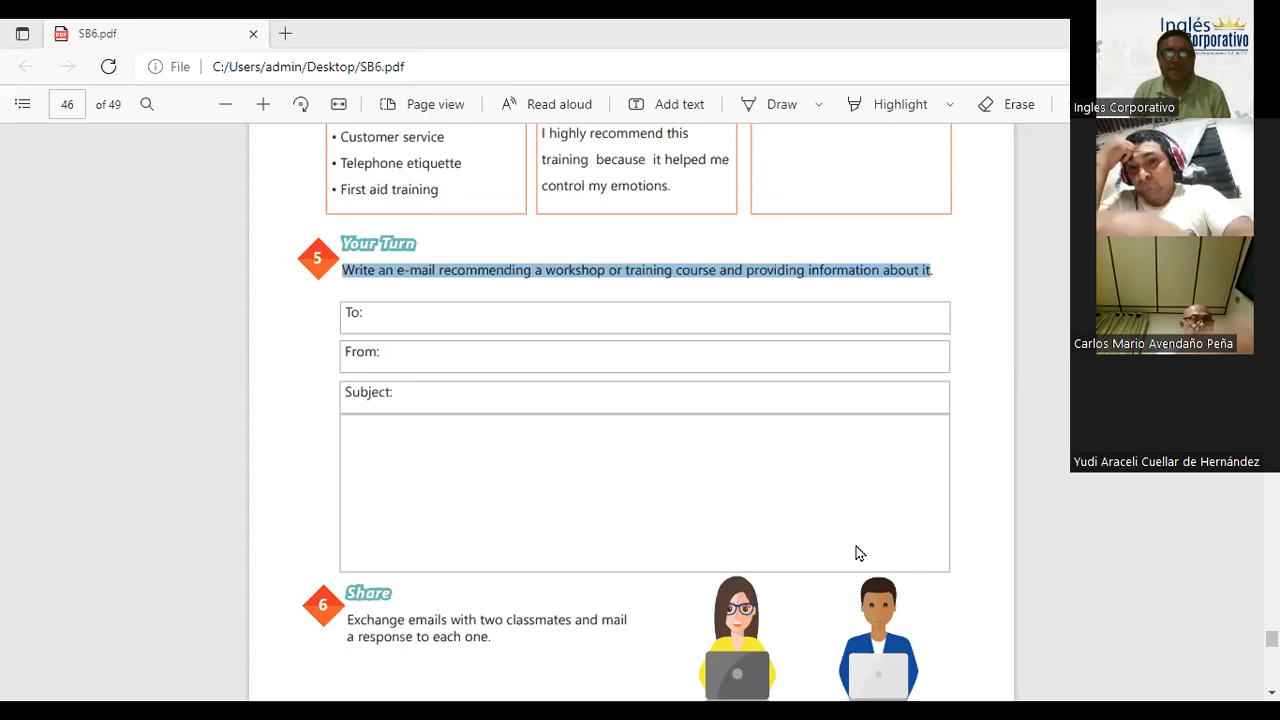 SB6.pdf
File
C:/Users/admin/Desktop/SB6.pdf
46
of 49
Page view
Read aloud
Add text
Draw
Highlight
Erase
• Customer service
• Telephone etiquette
• First aid training
I highly recommend this
training because it helped me
control my emotions.
5
Your Turn
Write an e-mail recommending a workshop or training course and providing information about it.
To:
From:
Subject:
6
Share
Exchange emails with two classmates and mail
a response to each one.
Inglés
Corporativo
Ingles Corporativo
Carlos Mario Avendaño Peña
Yudi Araceli Cuellar de Hernández